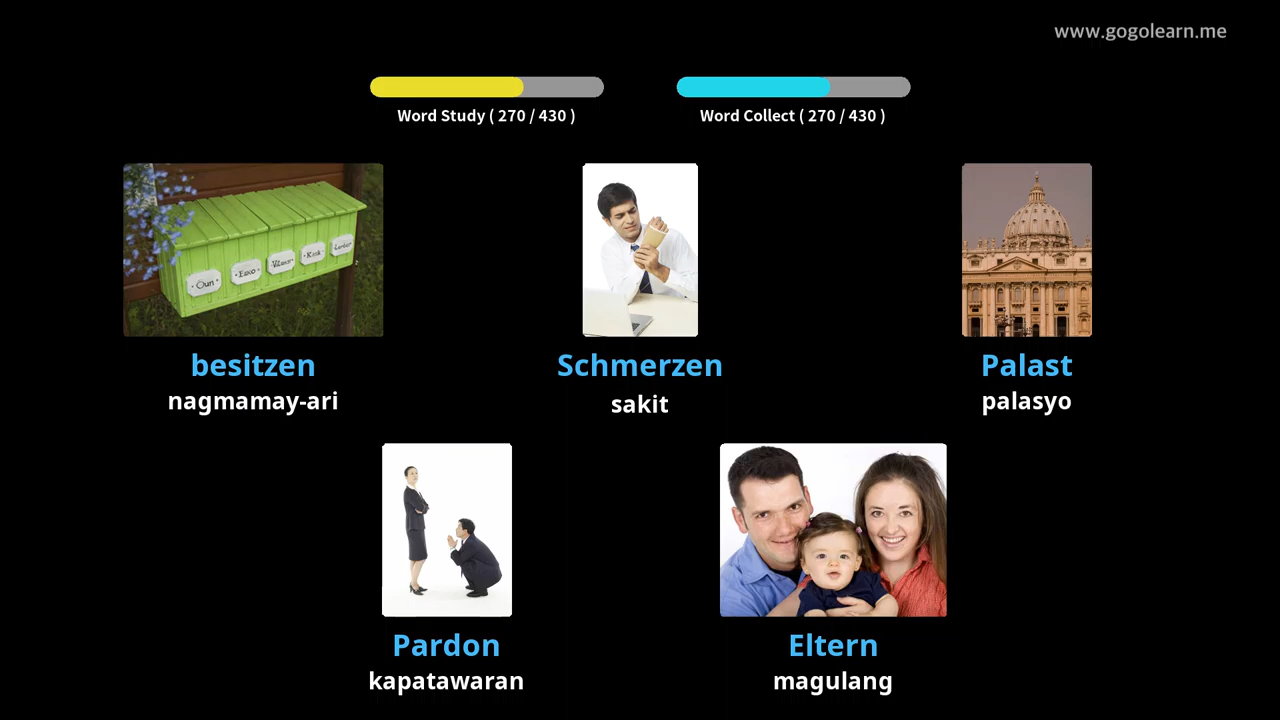 www.gogolearn.me
Word Study ( 270 / 430 )
Word Collect ( 270 / 430 )
besitzen
nagmamay-ari
Schmerzen
sakit
Palast
palasyo
Pardon
kapatawaran
Eltern
magulang